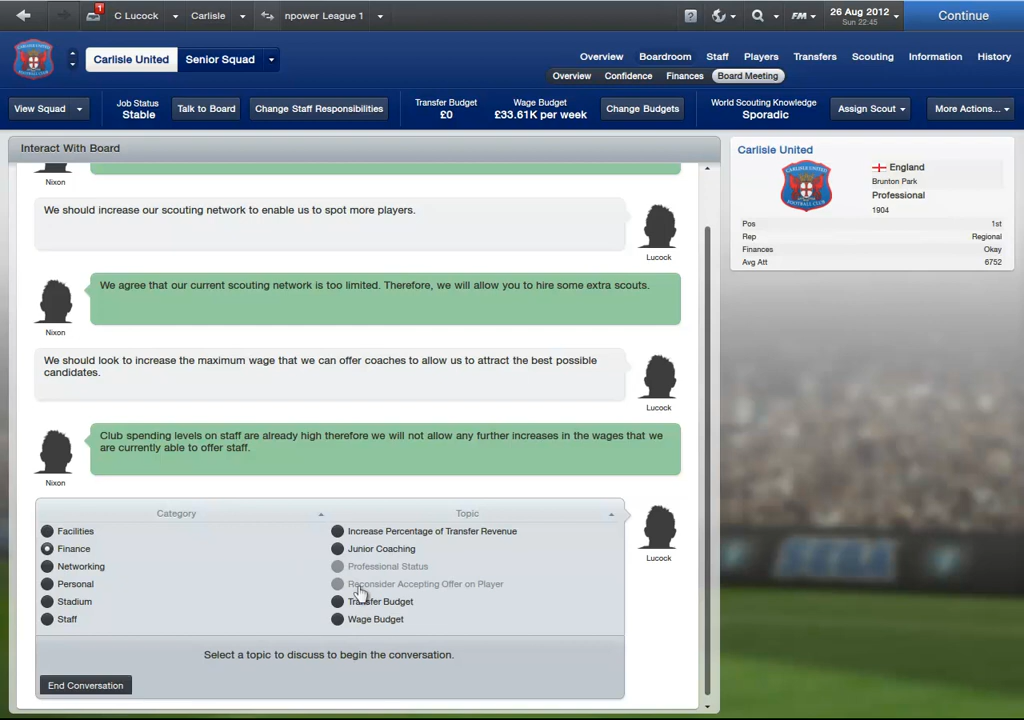 1
C Lucock
Carlisle
npower League 1
?
FM
26 Aug 2012
Sun 22:45
Continue
Carlisle United
Senior Squad
Overview Boardroom Staff Players Transfers Scouting Information History
Overview Confidence Finances Board Meeting
View Squad
Job Status
Stable
Talk to Board
Change Staff Responsibilities
Transfer Budget
£0
Wage Budget
£33.61K per week
Change Budgets
World Scouting Knowledge
Sporadic
Assign Scout
More Actions...
Interact With Board
Nixon
We should increase our scouting network to enable us to spot more players.
Lucock
We agree that our current scouting network is too limited. Therefore, we will allow you to hire some extra scouts.
Nixon
We should look to increase the maximum wage that we can offer coaches to allow us to attract the best possible
candidates.
Lucock
Club spending levels on staff are already high therefore we will not allow any further increases in the wages that we
are currently able to offer staff.
Nixon
Category
Topic
Facilities
Finance
Networking
Personal
Stadium
Staff
Increase Percentage of Transfer Revenue
Junior Coaching
Professional Status
Reconsider Accepting Offer on Player
Transfer Budget
Wage Budget
Lucock
Select a topic to discuss to begin the conversation.
End Conversation
Carlisle United
England
Brunton Park
Professional
1904
Pos 1st
Rep Regional
Finances Okay
Avg Att 6752
SEGA